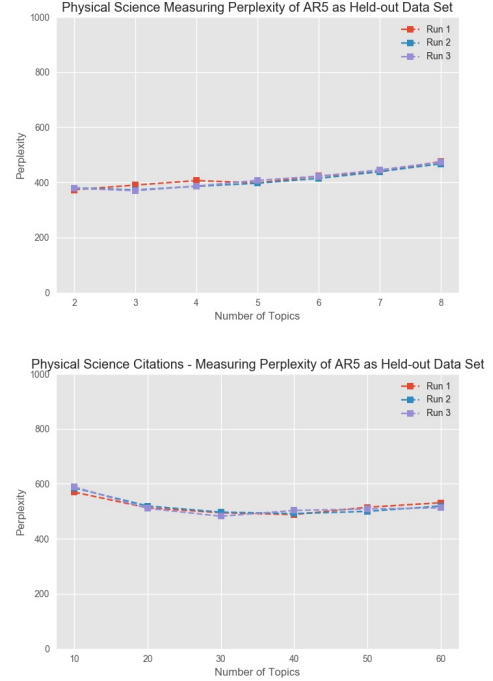 Physical Science Measuring Perplexity of AR5 as Held-out Data Set
1000
800
600
400
200
0
Perplexity
Run 1
Run 2
Run 3
2 3 4 5 6 7 8
Number of Topics
Physical Science Citations - Measuring Perplexity of AR5 as Held-out Data Set
1000
800
600
400
200
0
Perplexity
Run 1
Run 2
Run 3
10 20 30 40 50 60
Number of Topics